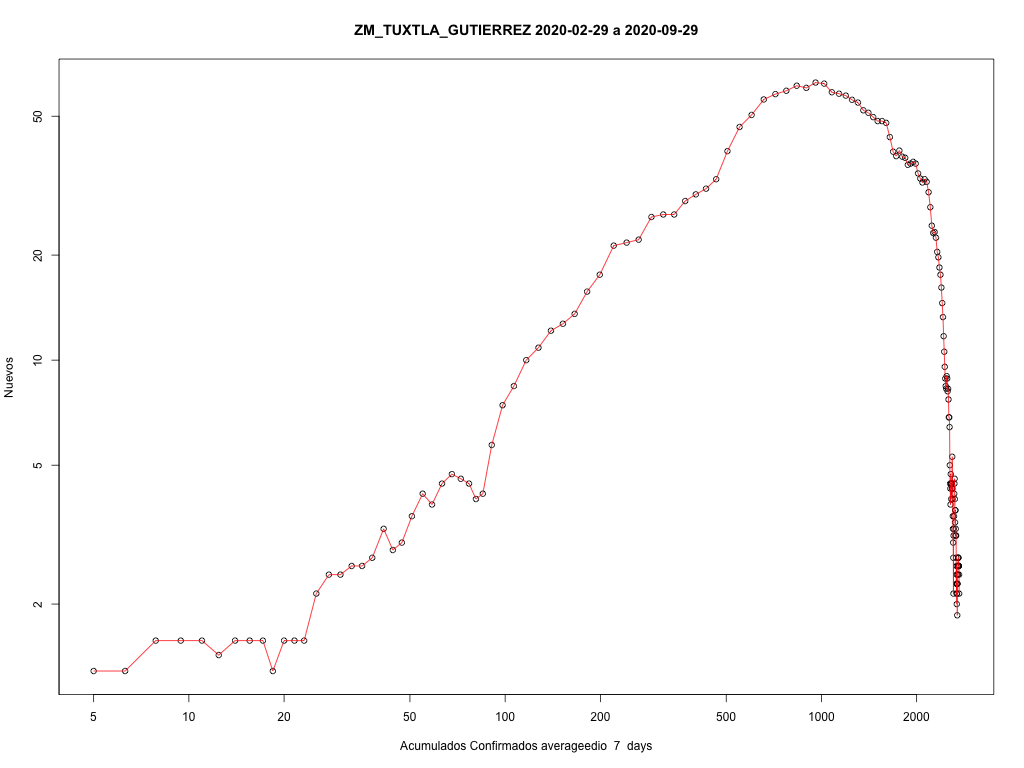 ZM_TUXTLA_GUTIERREZ 2020-02-29 a 2020-09-29
50
20
10
5
2
Nuevos
5 10 20 50 100 200 500 1000 2000
Acumulados Confirmados averageedio 7 days